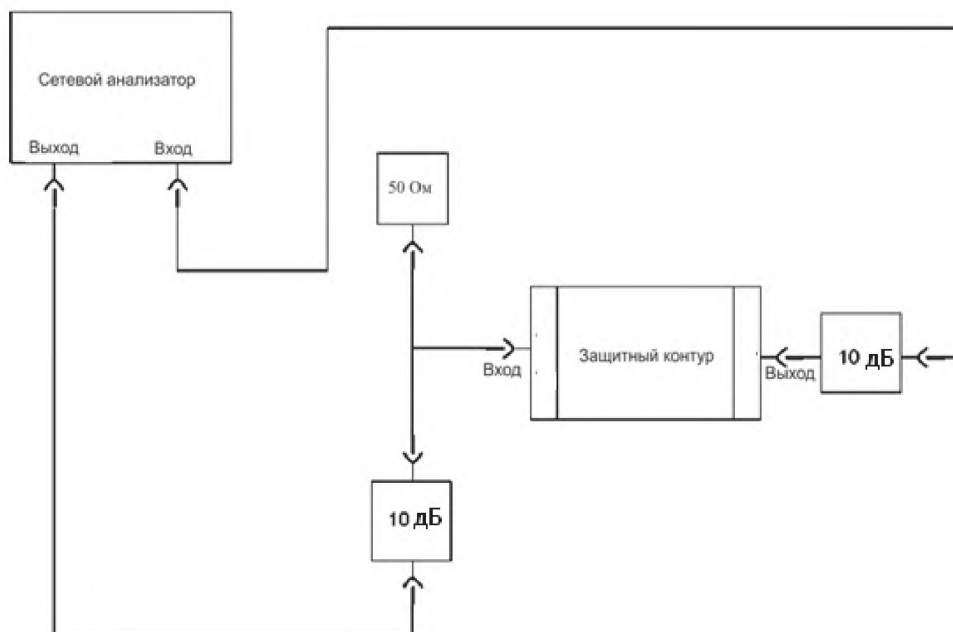 Сетевой анализатор
Выход
Вход
50 Ом
Защитный контур
Вход
Выход
10 дБ
10 дБ